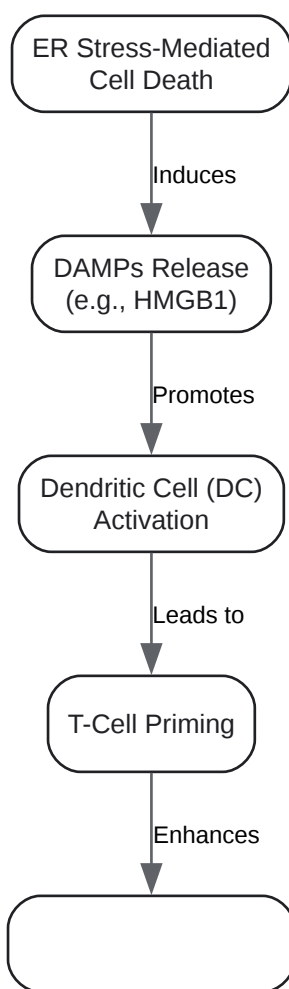 ER Stress-Mediated
Cell Death
Induces
DAMPs Release
(e.g., HMGB1)
Promotes
Dendritic Cell (DC)
Activation
Leads to
T-Cell Priming
Enhances